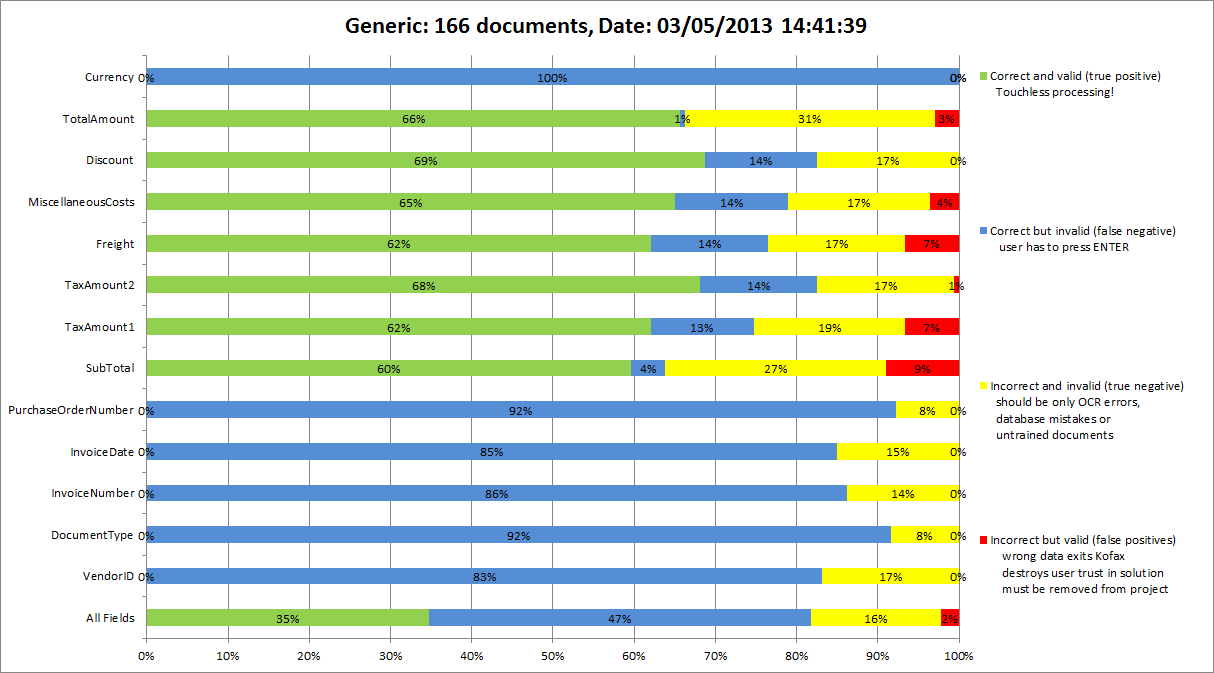 Generic: 166 documents, Date: 03/05/2013 14:41:39
Currency 0% 100% 0%
TotalAmount 66% 1% 31% 3%
Discount 69% 14% 17% 0%
MiscellaneousCosts 65% 14% 17% 4%
Freight 62% 14% 17% 7%
TaxAmount2 68% 14% 17% 1%
TaxAmount1 62% 13% 19% 7%
SubTotal 60% 4% 27% 9%
PurchaseOrderNumber 0% 92% 8% 0%
InvoiceDate 0% 85% 15% 0%
InvoiceNumber 0% 86% 14% 0%
DocumentType 0% 92% 8% 0%
VendorID 0% 83% 17% 0%
All Fields 35% 47% 16% 2%
0% 10% 20% 30% 40% 50% 60% 70% 80% 90% 100%
Correct and valid (true positive)
Touchless processing!
Correct but invalid (false negative)
user has to press ENTER
Incorrect and invalid (true negative)
should be only OCR errors,
database mistakes or
untrained documents
Incorrect but valid (false positives)
wrong data exits Kofax
destroys user trust in solution
must be removed from project